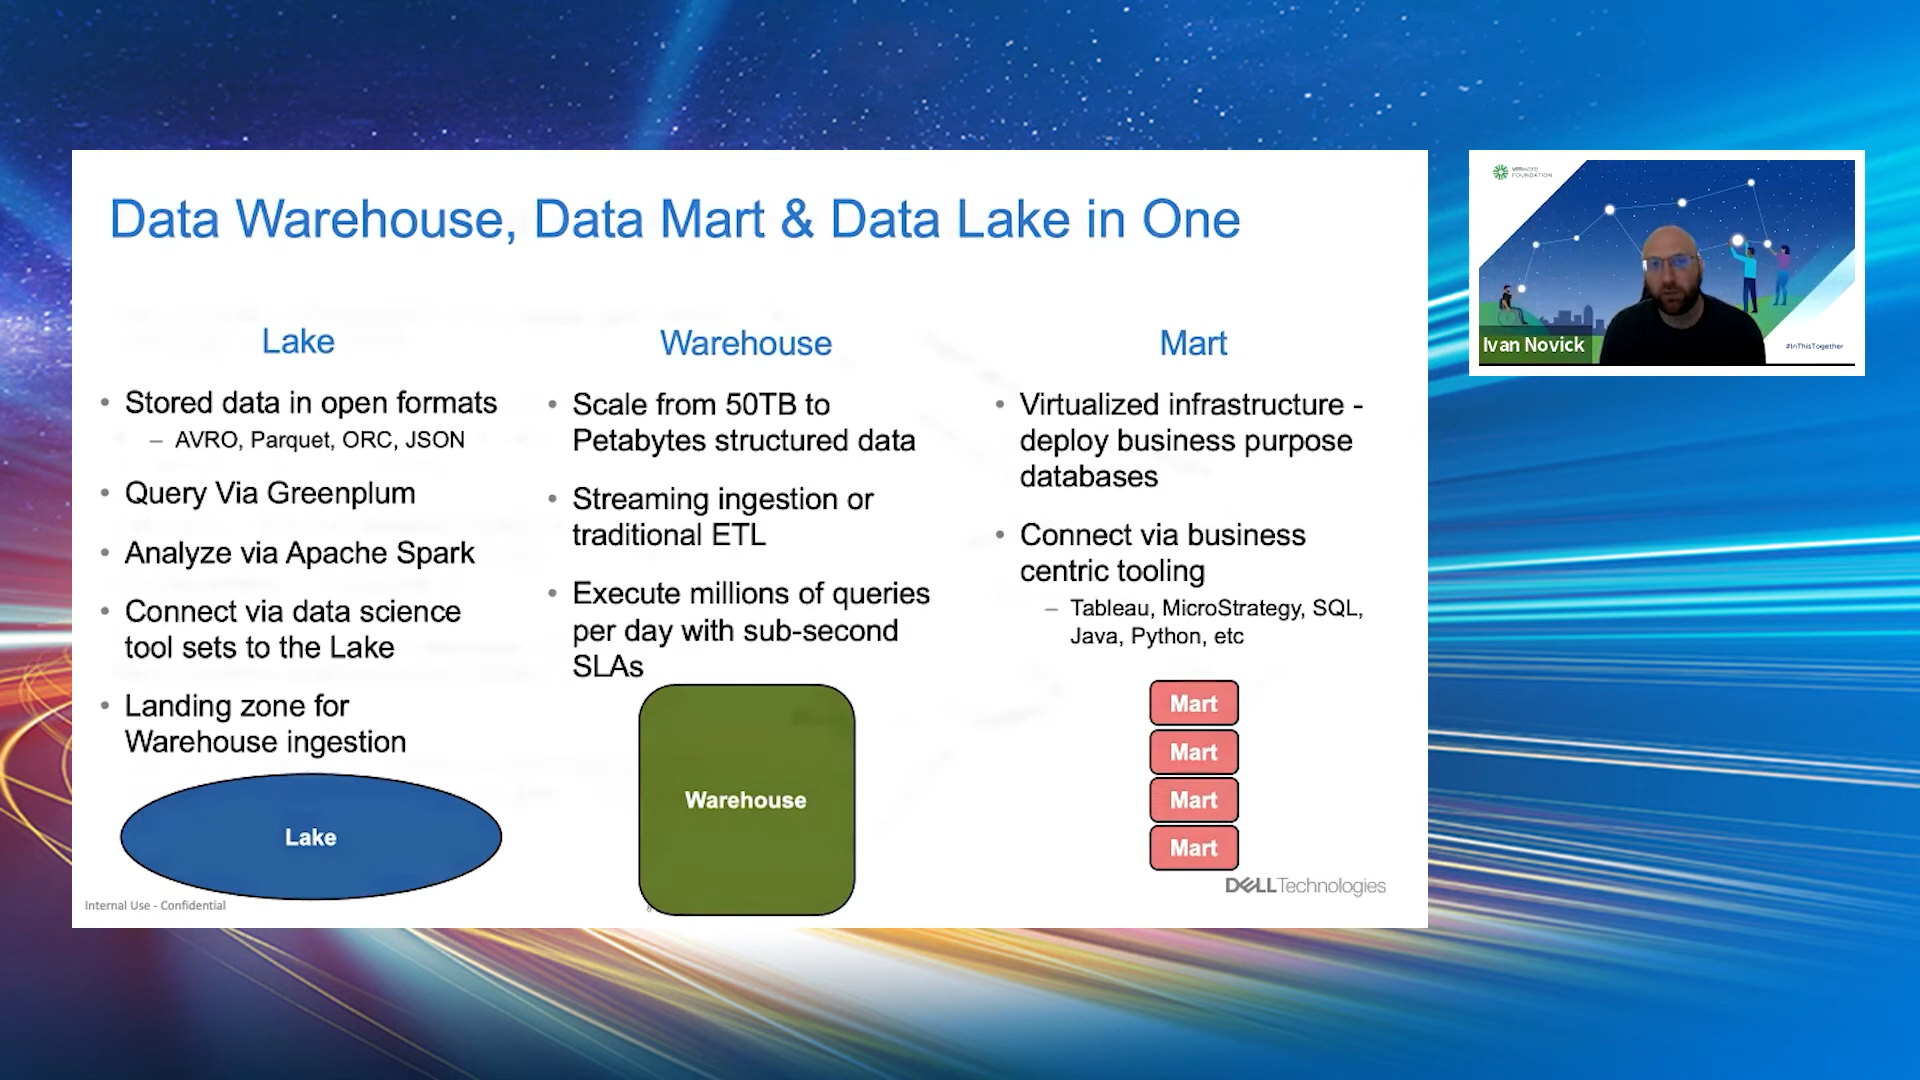 Data Warehouse, Data Mart & Data Lake in One
Lake
• Stored data in open formats
– AVRO, Parquet, ORC, JSON
• Query Via Greenplum
• Analyze via Apache Spark
• Connect via data science
tool sets to the Lake
• Landing zone for
Warehouse ingestion
Lake
Warehouse
• Scale from 50TB to
Petabytes structured data
• Streaming ingestion or
traditional ETL
• Execute millions of queries
per day with sub-second
SLAs
Warehouse
Mart
• Virtualized infrastructure -
deploy business purpose
databases
• Connect via business
centric tooling
– Tableau, MicroStrategy, SQL,
Java, Python, etc
Mart
Mart
Mart
Mart
DELLTechnologies
Internal Use - Confidential
vmware
FOUNDATION
Ivan Novick
#InThisTogether